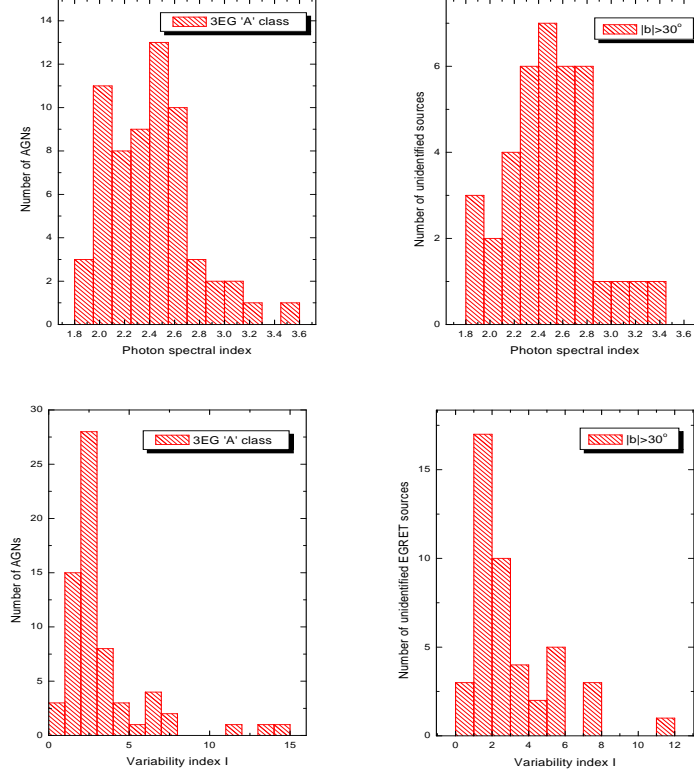 3EG 'A' class
14
12
10
8
6
4
2
0
Number of AGNs
1.8 2.0 2.2 2.4 2.6 2.8 3.0 3.2 3.4 3.6
Photon spectral index
|b|>30°
6
4
2
0
Number of unidentified sources
1.8 2.0 2.2 2.4 2.6 2.8 3.0 3.2 3.4 3.6
Photon spectral index
3EG 'A' class
30
25
20
15
10
5
0
Number of AGNs
0 5 10 15
Variability index I
|b|>30°
15
10
5
0
Number of unidentified EGRET sources
0 2 4 6 8 10 12
Variability index I